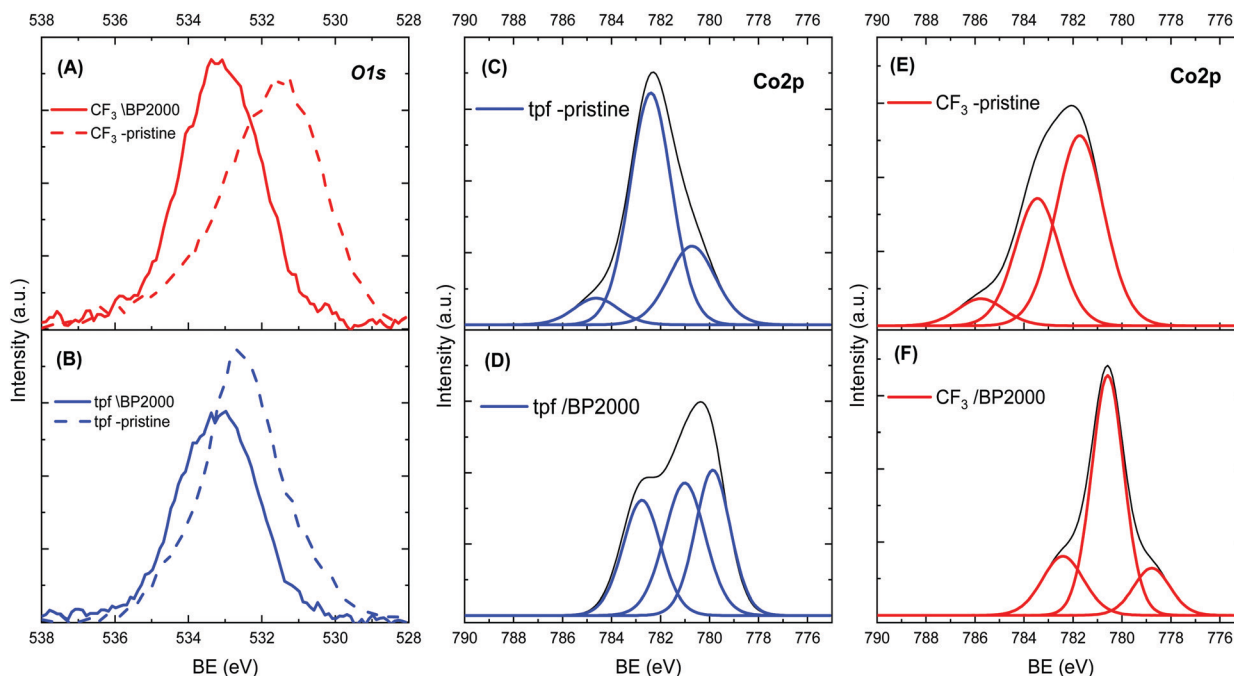 538 536 534 532 530 528
790 788 786 784 782 780 778 776
790 788 786 784 782 780 778 776
(A)
O1s
CF₃ \BP2000
CF₃ -pristine
(B)
tpf \BP2000
tpf -pristine
Intensity (a.u.)
538 536 534 532 530 528
BE (eV)
(C)
Co2p
tpf -pristine
(D)
tpf /BP2000
Intensity (a.u.)
790 788 786 784 782 780 778 776
BE (eV)
(E)
Co2p
CF₃ -pristine
(F)
CF₃ /BP2000
Intensity (a.u.)
790 788 786 784 782 780 778 776
BE (eV)